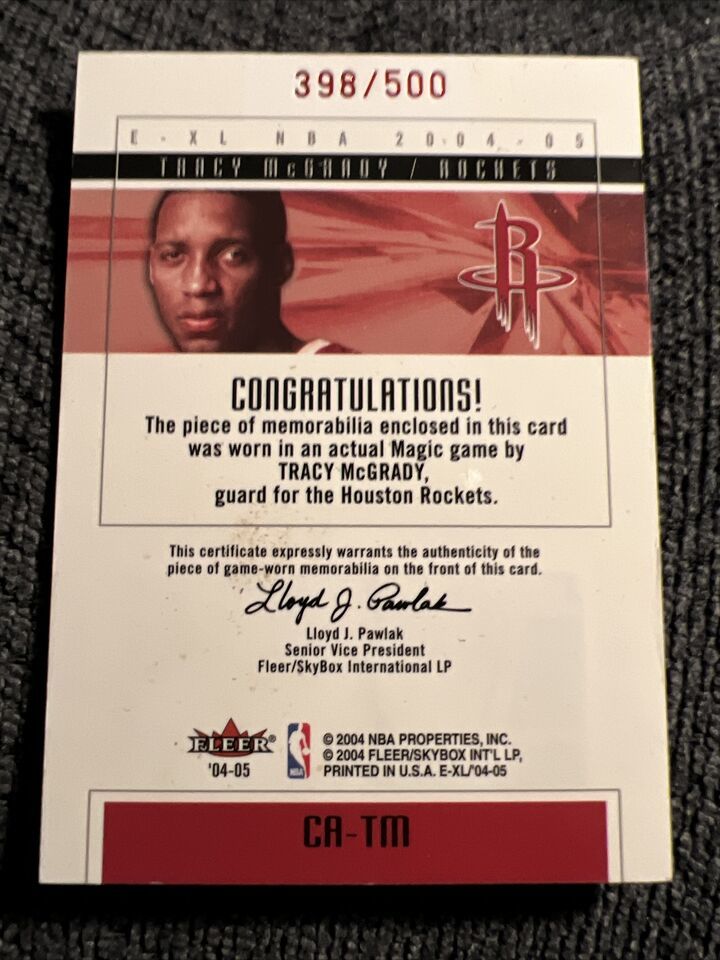 398/500
E-XL NBA 2004-05
TRACY McGRADY / ROCKETS
R
CONGRATULATIONS!
The piece of memorabilia enclosed in this card
was worn in an actual Magic game by
TRACY McGRADY,
guard for the Houston Rockets.
This certificate expressly warrants the authenticity of the
piece of game-worn memorabilia on the front of this card.
Lloyd J. Pawlak
Lloyd J. Pawlak
Senior Vice President
Fleer/SkyBox International LP
FLEER®
'04-05
NBA
© 2004 NBA PROPERTIES, INC.
© 2004 FLEER/SKYBOX INT'L LP,
PRINTED IN U.S.A. E-XL/'04-05
CA-TM